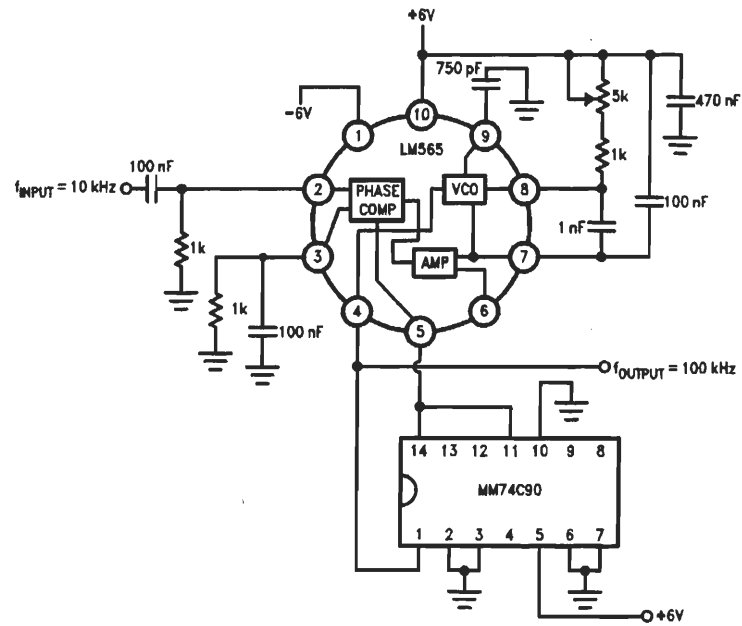 +6V
750 pF
5k
470 nF
-6V
10
1
9
LM565
1k
100 nF
fINPUT = 10 kHz
2
PHASE
COMP
VCO
8
100 nF
1k
1 nF
3
AMP
7
1k
100 nF
4
6
5
fOUTPUT = 100 kHz
14 13 12 11 10 9 8
MM74C90
1 2 3 4 5 6 7
+6V